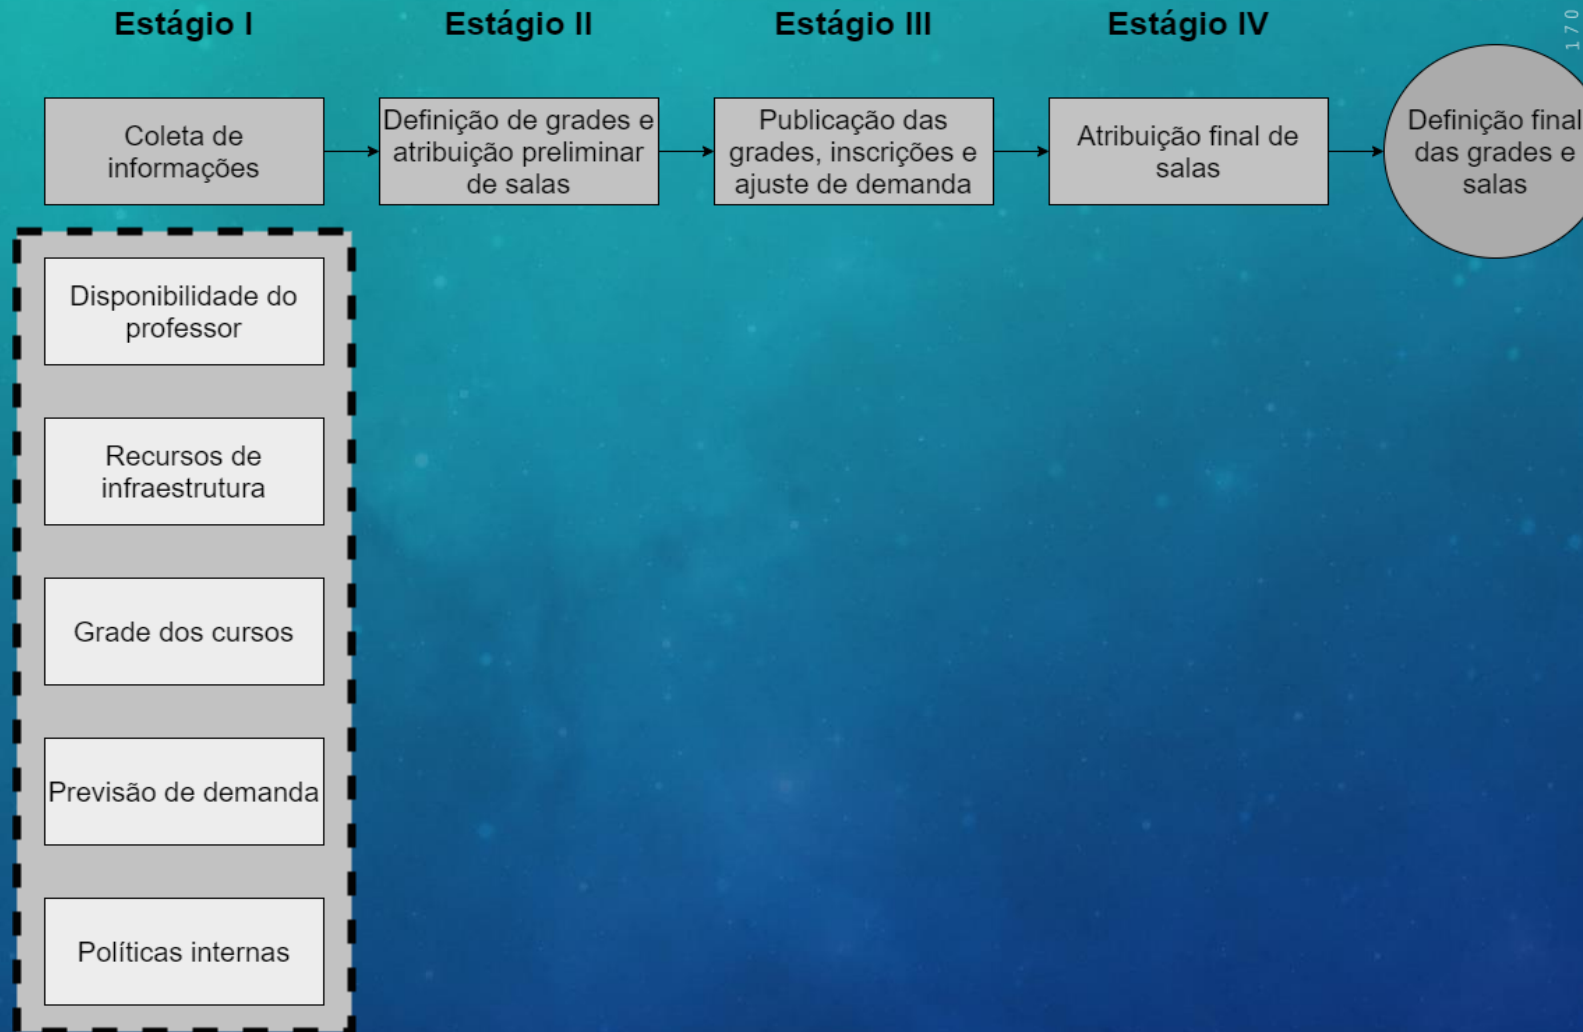 Estágio I
Estágio II
Estágio III
Estágio IV
170
Coleta de
informações
Definição de grades e
atribuição preliminar
de salas
Publicação das
grades, inscrições e
ajuste de demanda
Atribuição final de
salas
Definição final
das grades e
salas
Disponibilidade do
professor
Recursos de
infraestrutura
Grade dos cursos
Previsão de demanda
Políticas internas